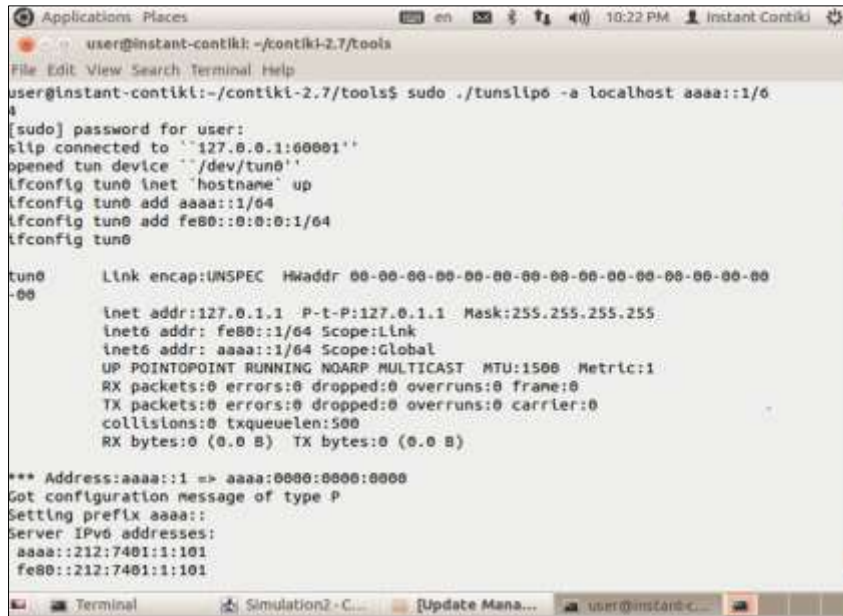 Applications Places en 10:22 PM Instant Contiki
user@instant-contiki: ~/contiki-2.7/tools
File Edit View Search Terminal Help
user@instant-contiki:~/contiki-2.7/tools$ sudo ./tunslip6 -a localhost aaaa::1/6
4
[sudo] password for user:
slip connected to ``127.0.0.1:60001''
opened tun device ``/dev/tun0''
ifconfig tun0 inet `hostname` up
ifconfig tun0 add aaaa::1/64
ifconfig tun0 add fe80::0:0:0:1/64
ifconfig tun0
tun0 Link encap:UNSPEC HWaddr 00-00-00-00-00-00-00-00-00-00-00-00-00-00-00
-00
inet addr:127.0.1.1 P-t-P:127.0.1.1 Mask:255.255.255.255
inet6 addr: fe80::1/64 Scope:Link
inet6 addr: aaaa::1/64 Scope:Global
UP POINTOPOINT RUNNING NOARP MULTICAST MTU:1500 Metric:1
RX packets:0 errors:0 dropped:0 overruns:0 frame:0
TX packets:0 errors:0 dropped:0 overruns:0 carrier:0
collisions:0 txqueuelen:500
RX bytes:0 (0.0 B) TX bytes:0 (0.0 B)
*** Address:aaaa::1 => aaaa:0000:0000:0000
Got configuration message of type P
Setting prefix aaaa::
Server IPv6 addresses:
aaaa::212:7401:1:101
fe80::212:7401:1:101
Terminal Simulation2 - C... [Update Mana... user@instant-c...